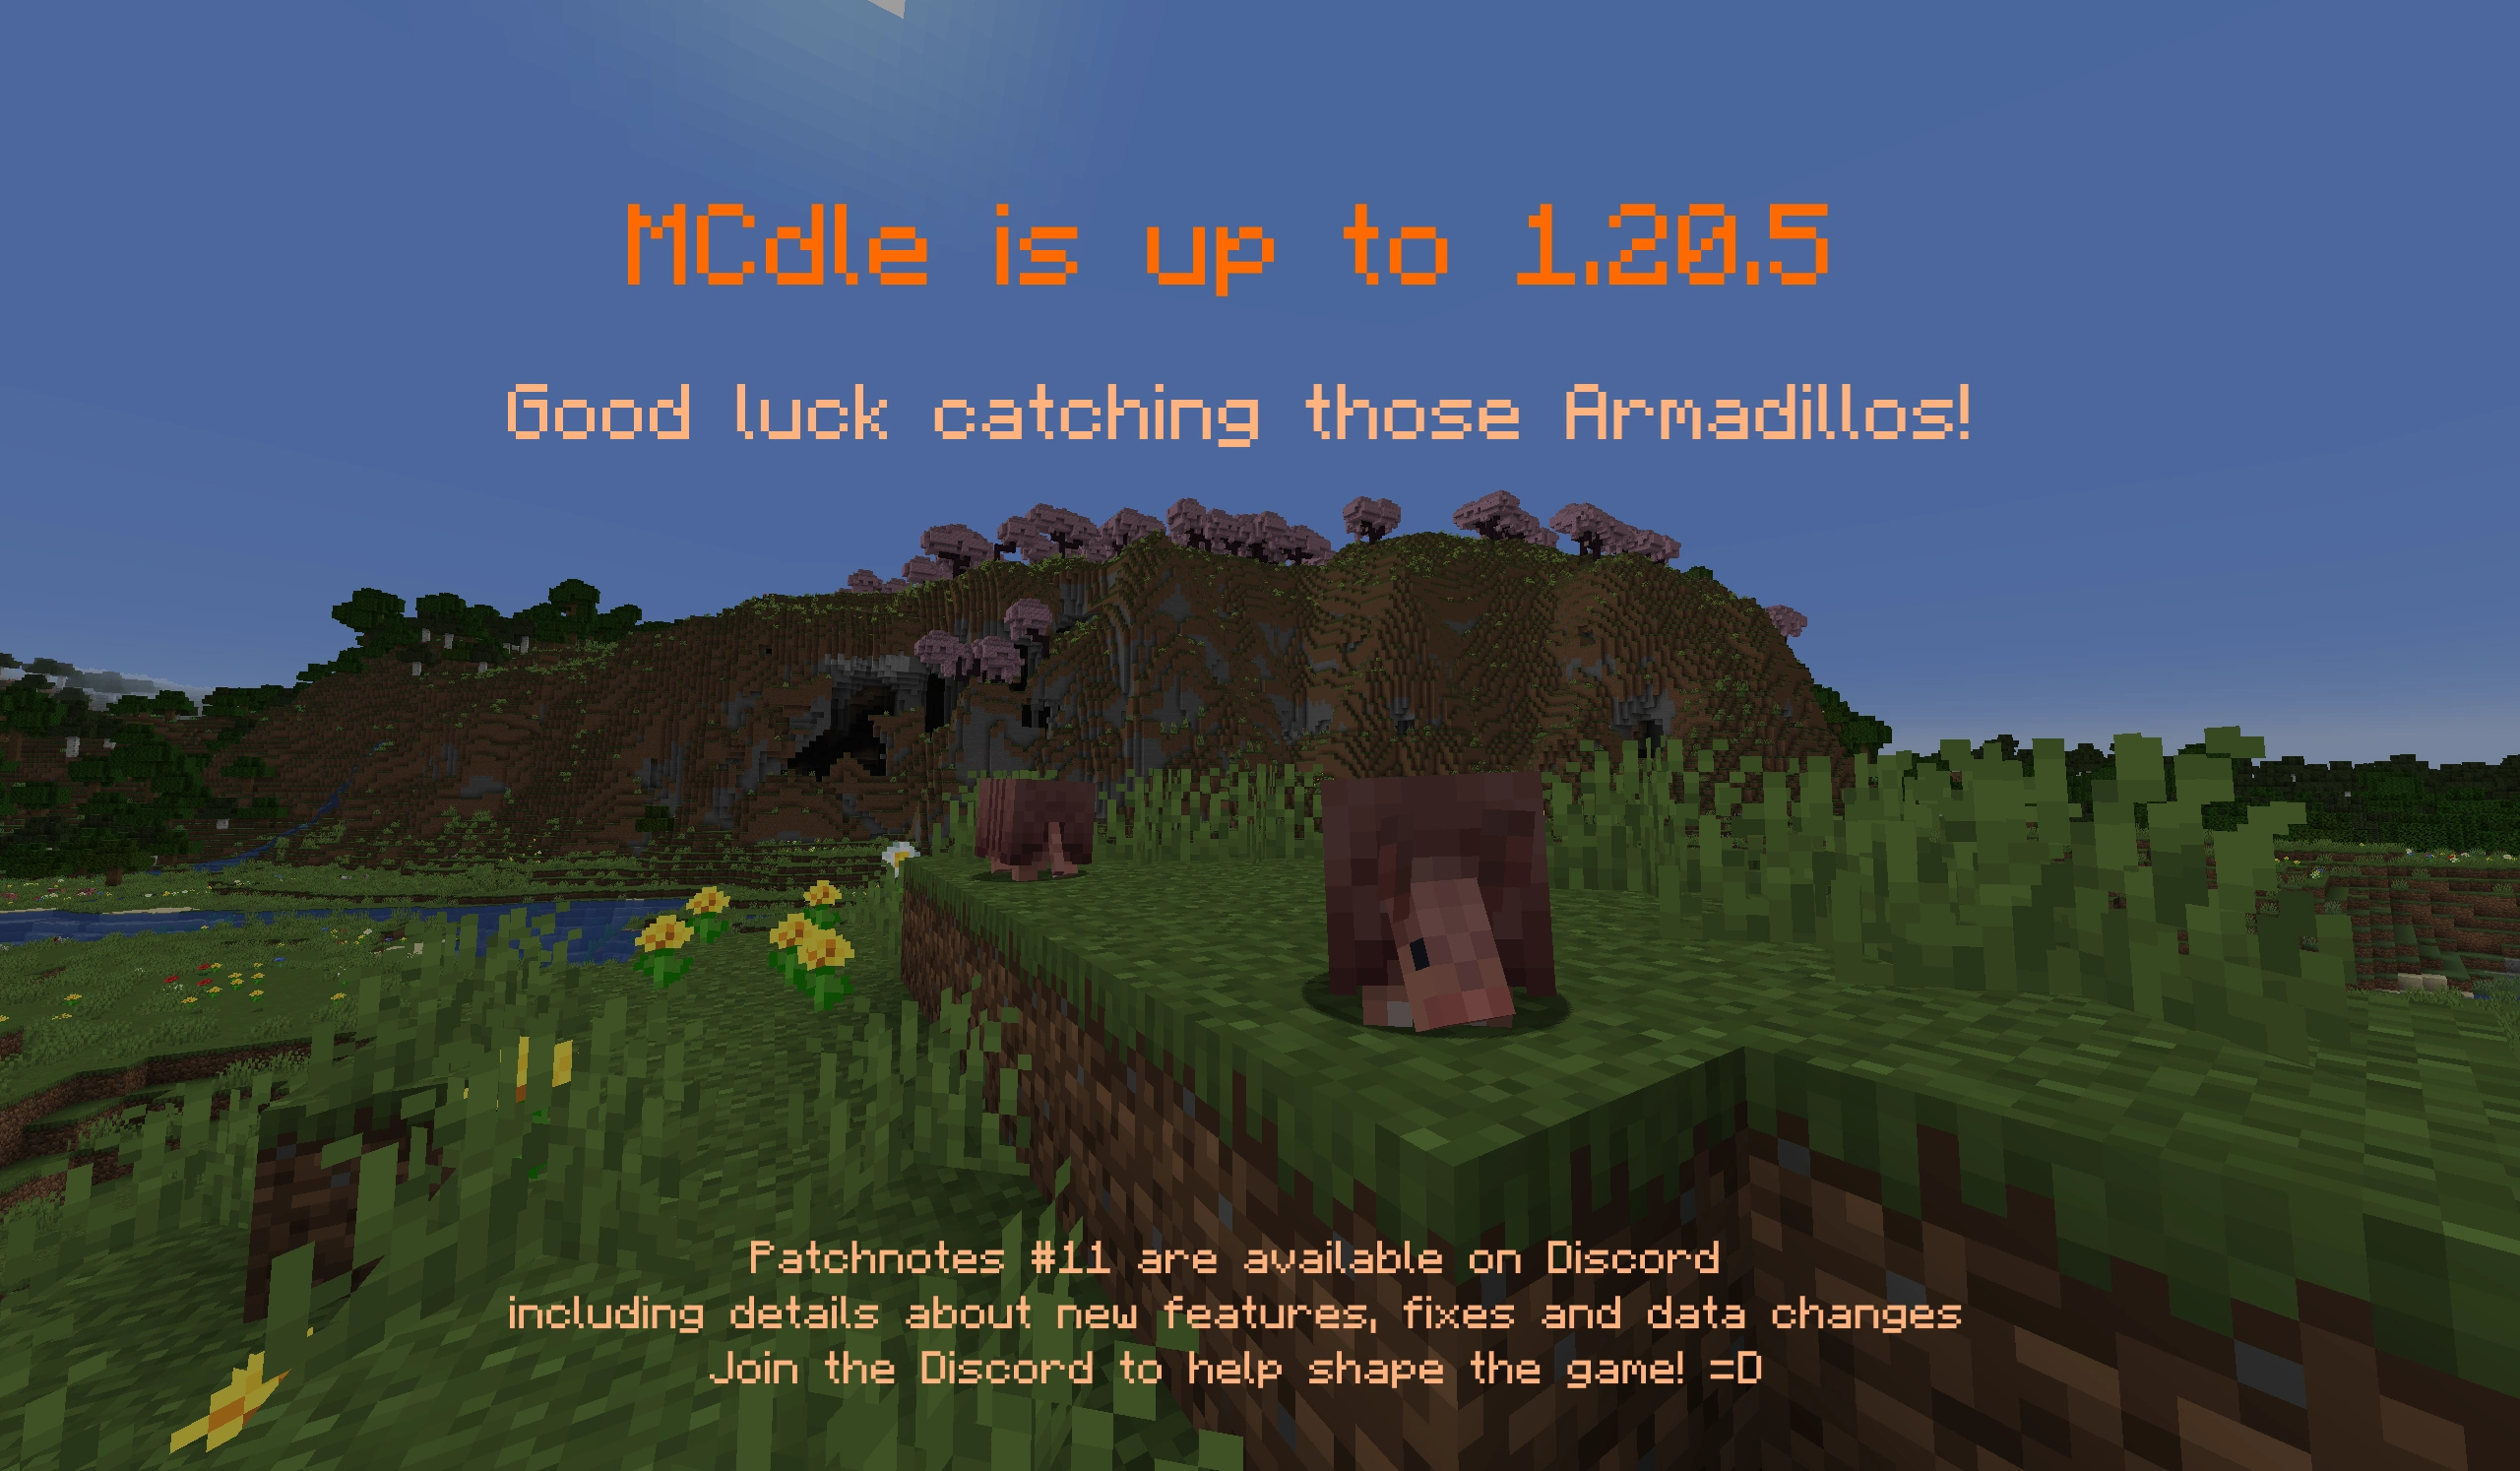 MCdle is up to 1.20.5
Good luck catching those Armadillos!
Patchnotes #11 are available on Discord
including details about new features, fixes and data changes
Join the Discord to help shape the game! =D